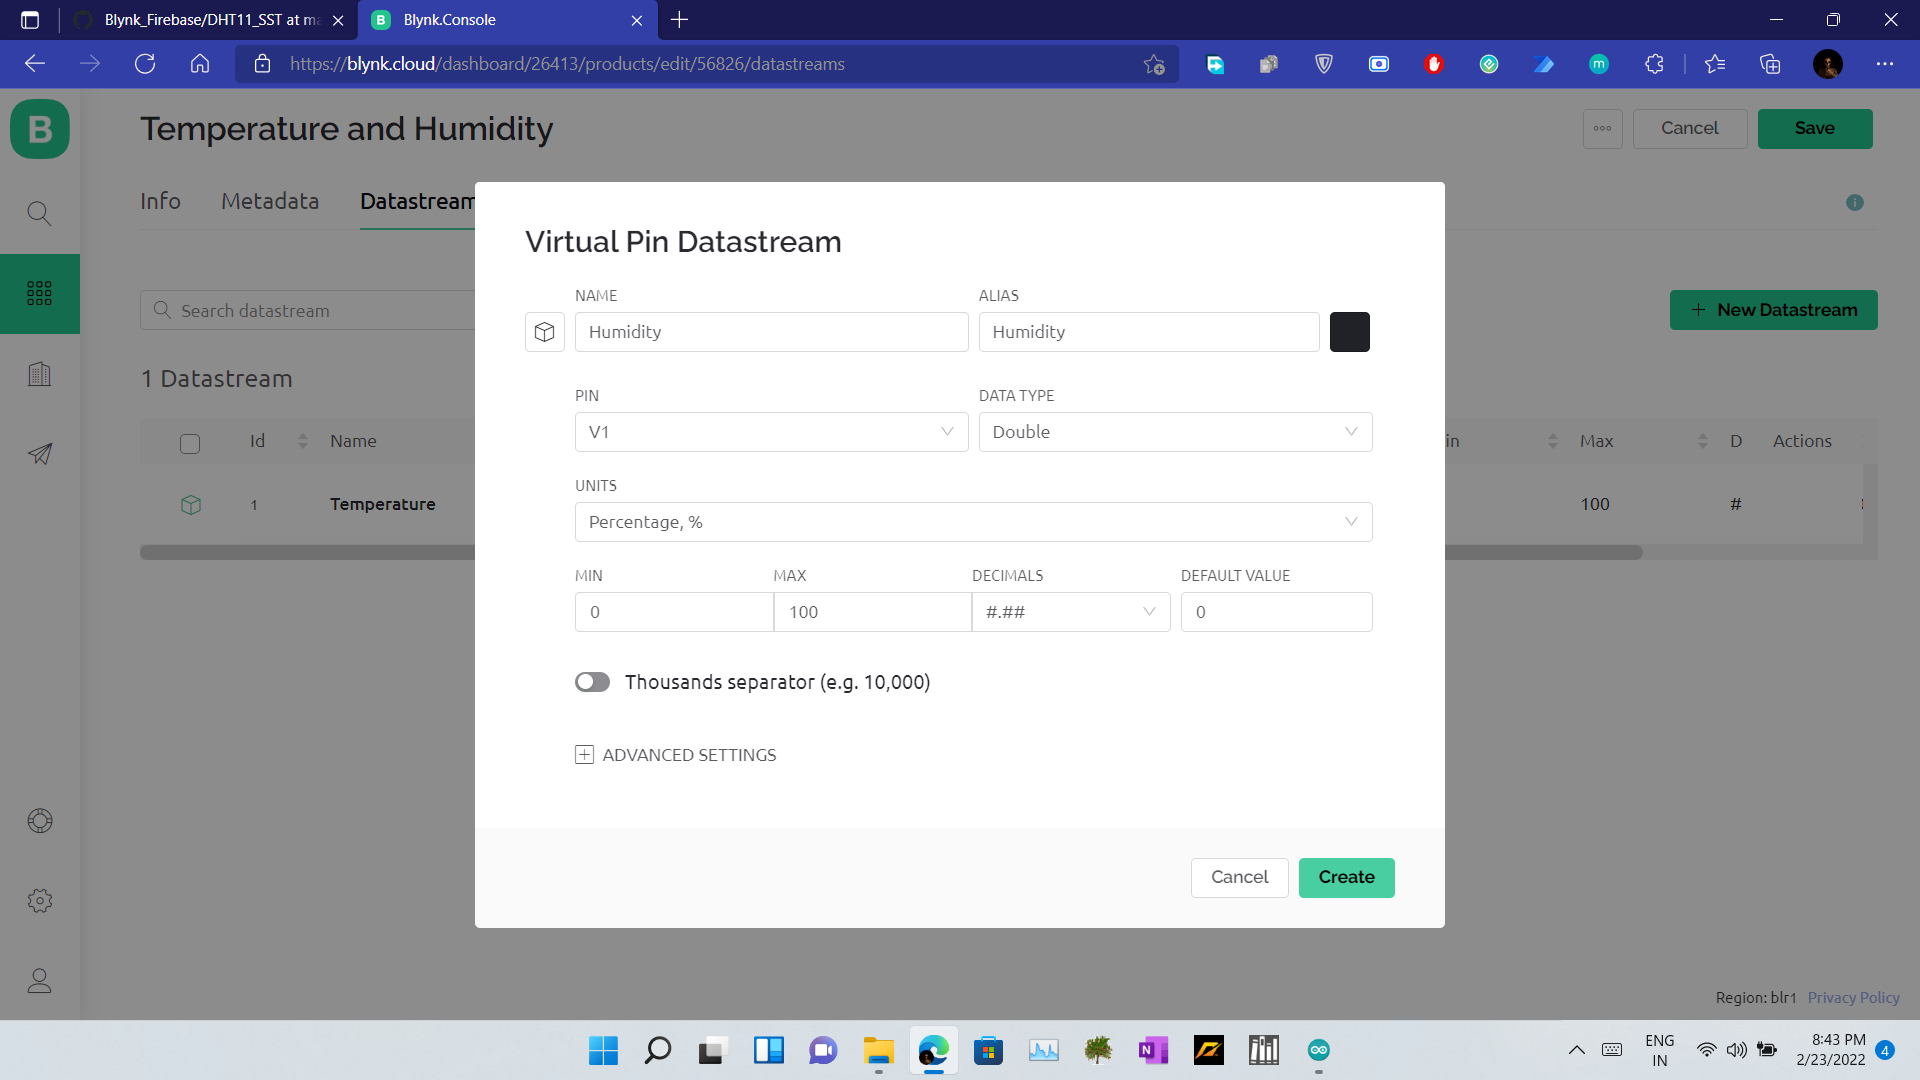 Blynk_Firebase/DHT11_SST at ma
Blynk.Console
https://blynk.cloud/dashboard/26413/products/edit/56826/datastreams
B
Temperature and Humidity
Cancel
Save
Info
Metadata
Datastream
Search datastream
New Datastream
1 Datastream
Id
Name
in
Max
D
Actions
1
Temperature
100
#
Virtual Pin Datastream
NAME
ALIAS
Humidity
Humidity
PIN
DATA TYPE
V1
Double
UNITS
Percentage, %
MIN
MAX
DECIMALS
DEFAULT VALUE
0
100
#.##
0
Thousands separator (e.g. 10,000)
ADVANCED SETTINGS
Cancel
Create
Region: blr1
Privacy Policy
ENG
IN
8:43 PM
2/23/2022
4